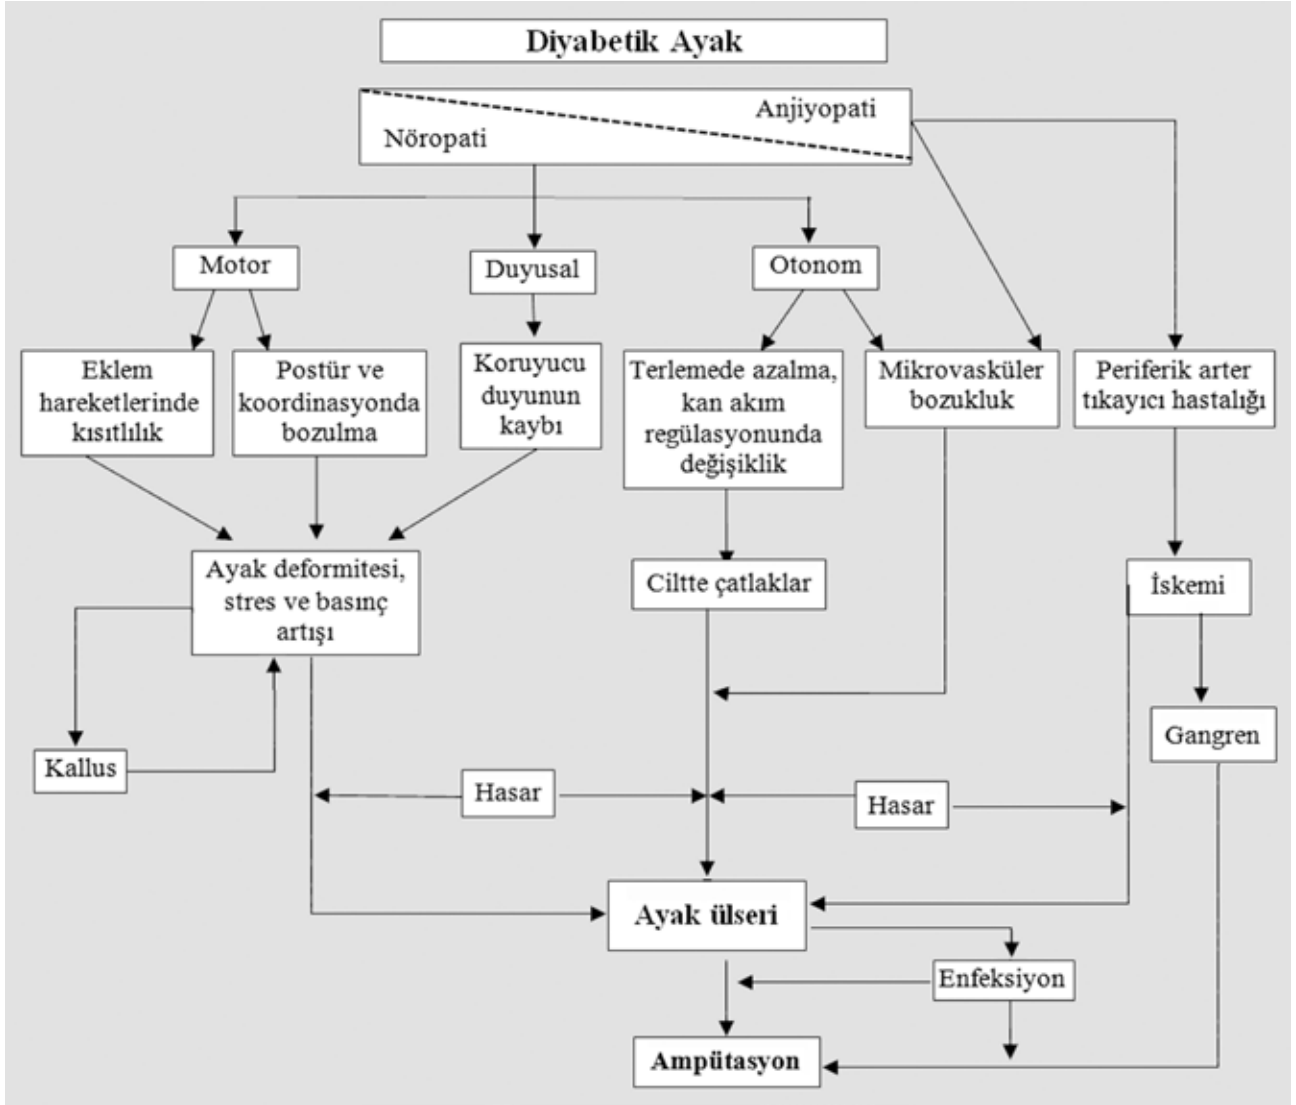 Diyabetik Ayak
Anjiyopati
Nöropati
Motor
Duyusal
Otonom
Eklem
hareketlerinde
kısıtlılık
Postür ve
koordinasyonda
bozulma
Koruyucu
duyunun
kaybı
Terlemede azalma,
kan akım
regülasyonunda
değişiklik
Mikrovasküler
bozukluk
Periferik arter
tıkayıcı hastalığı
Ayak deformitesi,
stres ve basınç
artışı
Ciltte çatlaklar
İskemi
Kallus
Gangren
Hasar
Hasar
Ayak ülseri
Enfeksiyon
Ampütasyon